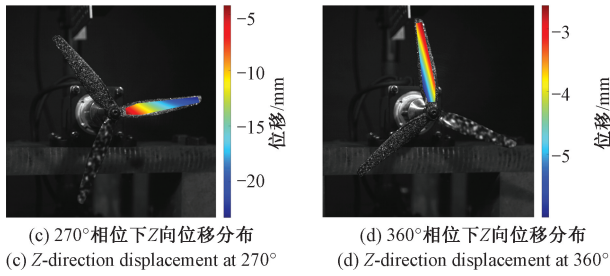 −5
−10
−15
−20
位移/mm
−3
−4
−5
位移/mm
(c) 270°相位下Z向位移分布
(d) 360°相位下Z向位移分布
(c) Z-direction displacement at 270°
(d) Z-direction displacement at 360°